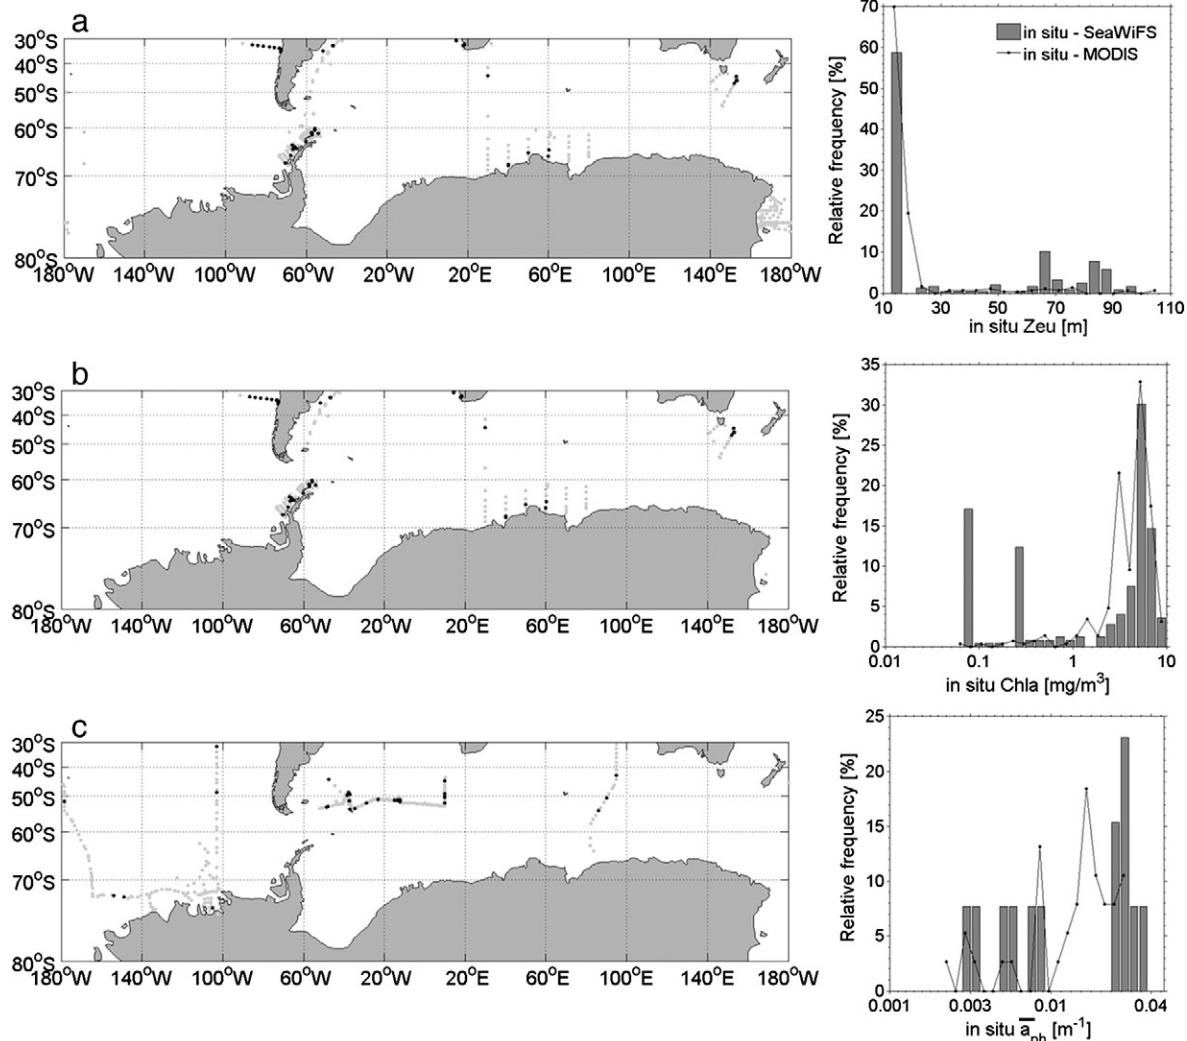 a
30°S
40°S
50°S
60°S
70°S
80°S
180°W 140°W 100°W 60°W 20°W 20°E 60°E 100°E 140°E 180°W
70
60
50
40
30
20
10
0
Relative frequency [%]
in situ - SeaWiFS
in situ - MODIS
10 30 50 70 90 110
in situ Zeu [m]
b
30°S
40°S
50°S
60°S
70°S
80°S
180°W 140°W 100°W 60°W 20°W 20°E 60°E 100°E 140°E 180°W
35
30
25
20
15
10
5
0
Relative frequency [%]
0.01 0.1 1 10
in situ Chla [mg/m³]
c
30°S
40°S
50°S
60°S
70°S
80°S
180°W 140°W 100°W 60°W 20°W 20°E 60°E 100°E 140°E 180°W
25
20
15
10
5
0
Relative frequency [%]
0.001 0.003 0.01 0.04
in situ a̅ph [m⁻¹]